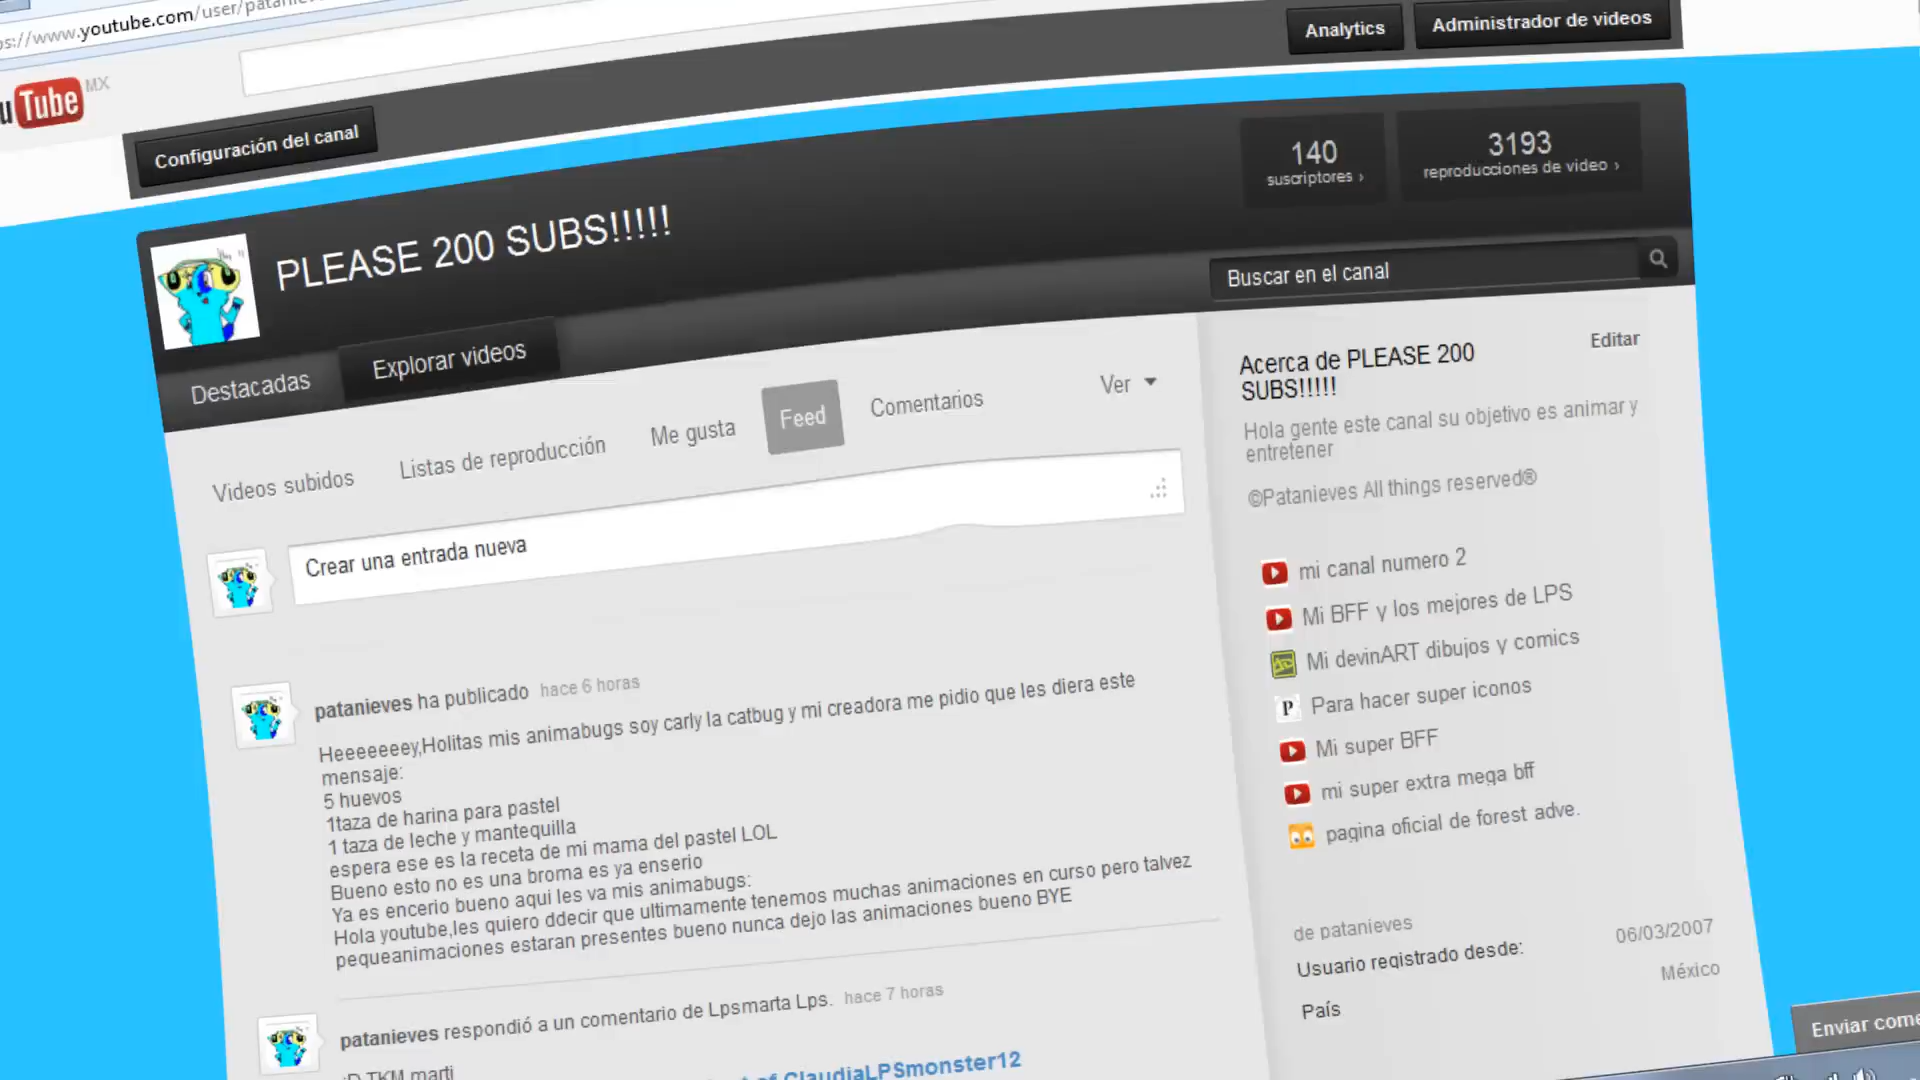 https://www.youtube.com/user/patanieves
YouTube MX
Analytics
Administrador de videos
Configuración del canal
140
suscriptores ›
3193
reproducciones de video ›
PLEASE 200 SUBS!!!!!
Buscar en el canal
Destacadas
Explorar videos
Videos subidos
Listas de reproducción
Me gusta
Feed
Comentarios
Ver
Crear una entrada nueva
patanieves ha publicado hace 6 horas
Heeeeeeey,Holitas mis animabugs soy carly la catbug y mi creadora me pidio que les diera este
mensaje:
5 huevos
1taza de harina para pastel
1 taza de leche y mantequilla
espera ese es la receta de mi mama del pastel LOL
Bueno esto no es una broma es ya enserio
Ya es encerio bueno aqui les va mis animabugs:
Hola youtube,les quiero ddecir que ultimamente tenemos muchas animaciones en curso pero talvez
pequeanimaciones estaran presentes bueno nunca dejo las animaciones bueno BYE
patanieves respondió a un comentario de Lpsmarta Lps. hace 7 horas
:D TKM marti
of ClaudiaLPSmonster12
Acerca de PLEASE 200
SUBS!!!!!
Editar
Hola gente este canal su objetivo es animar y
entretener
©Patanieves All things reserved®
mi canal numero 2
Mi BFF y los mejores de LPS
Mi devinART dibujos y comics
Para hacer super iconos
Mi super BFF
mi super extra mega bff
pagina oficial de forest adve.
de patanieves
Usuario registrado desde: 06/03/2007
País México
Enviar come